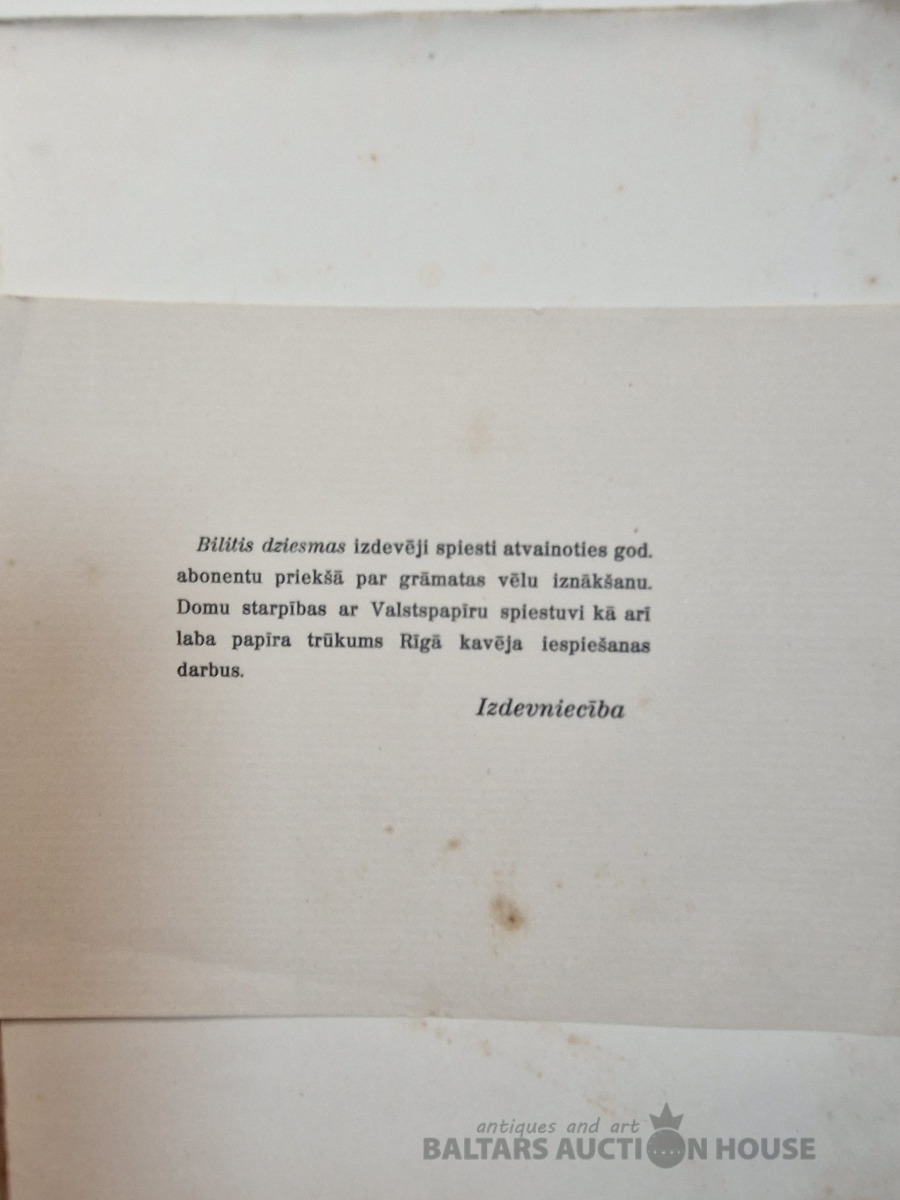 Bilitis dziesmas izdevēji spiesti atvainoties god.
abonentu priekšā par grāmatas vēlu iznākšanu.
Domu starpības ar Valstspapīru spiestuvi kā arī
laba papīra trūkums Rīgā kavēja iespiešanas
darbus.
Izdevniecība
antiques and art
BALTARS AUCTION HOUSE